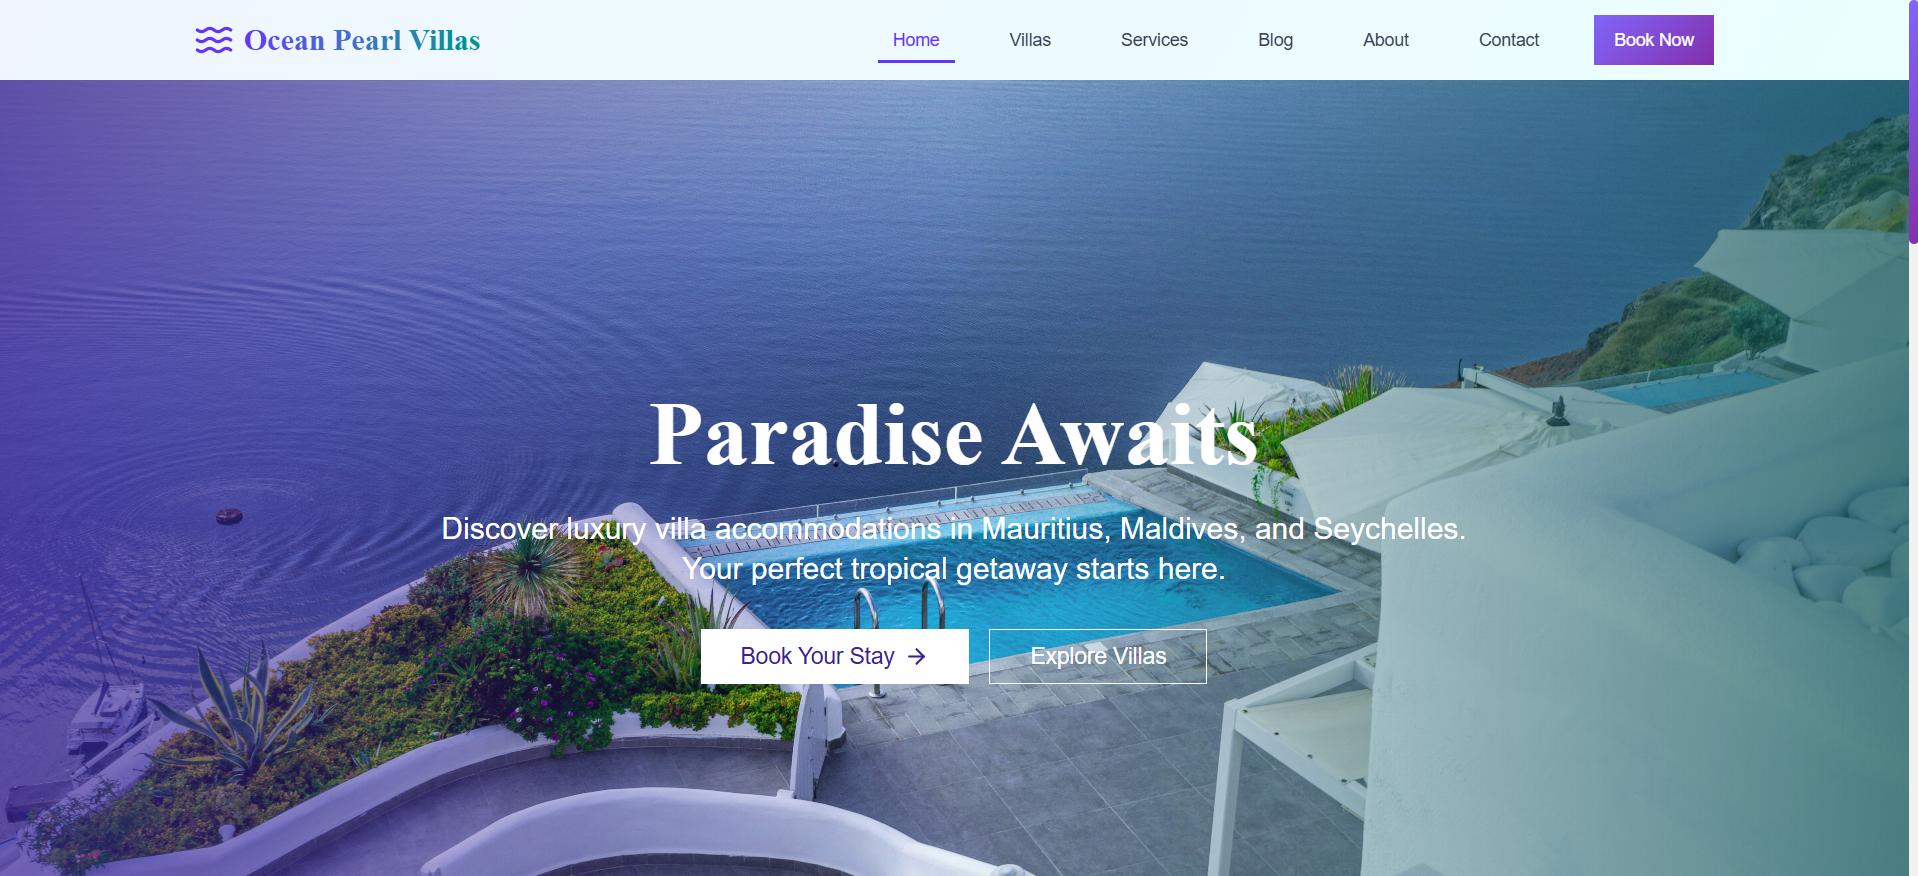 Ocean Pearl Villas
Home
Villas
Services
Blog
About
Contact
Book Now
Paradise Awaits
Discover luxury villa accommodations in Mauritius, Maldives, and Seychelles.
Your perfect tropical getaway starts here.
Book Your Stay →
Explore Villas